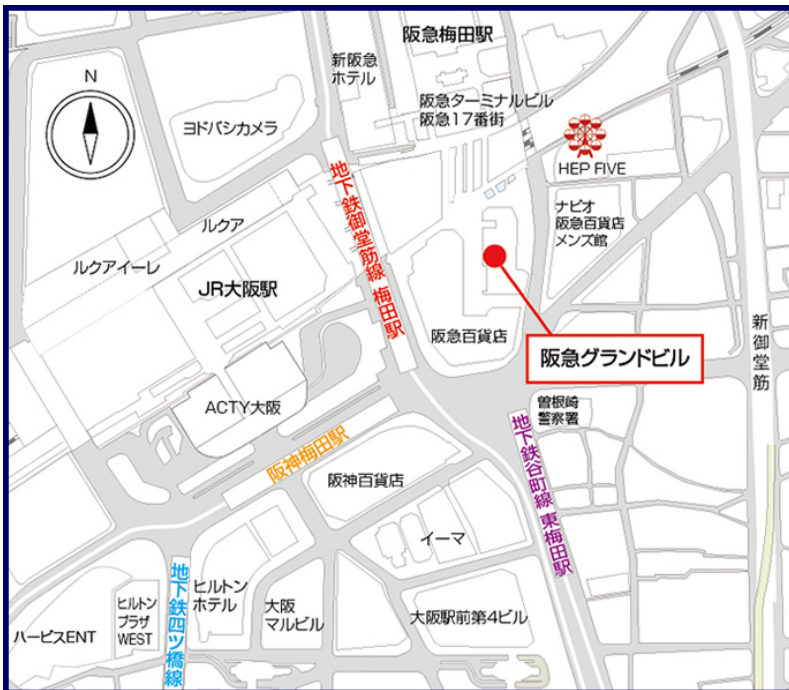 阪急梅田駅
新阪急
ホテル
N
阪急ターミナルビル
阪急17番街
ヨドバシカメラ
HEP FIVE
地下鉄御堂筋線 梅田駅
ナビオ
阪急百貨店
メンズ館
ルクア
ルクアイーレ
JR大阪駅
阪急百貨店
阪急グランドビル
新御堂筋
ACTY大阪
曽根崎
警察署
阪神梅田駅
地下鉄谷町線 東梅田駅
阪神百貨店
イーマ
地下鉄四ツ橋線
ヒルトン
ホテル
ヒルトン
プラザ
WEST
大阪
マルビル
大阪駅前第4ビル
ハービスENT